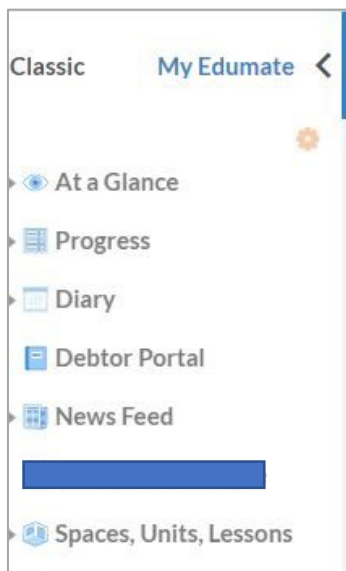 Classic My Edumate
At a Glance
Progress
Diary
Debtor Portal
News Feed
Spaces, Units, Lessons